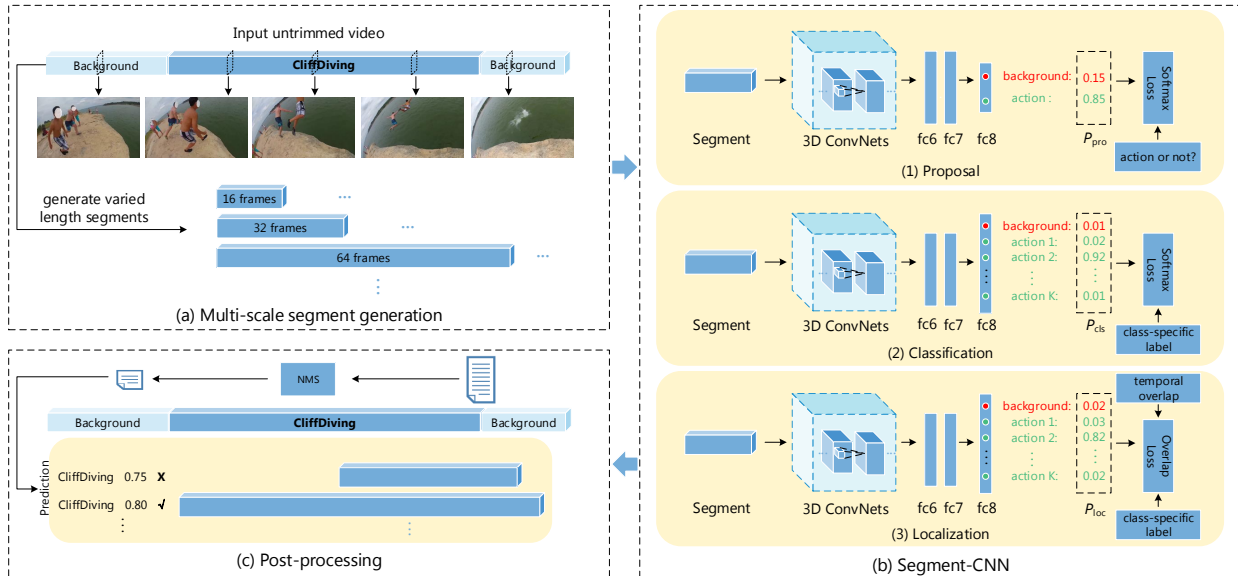 Input untrimmed video
Background
CliffDiving
Background
generate varied
length segments
16 frames
...
32 frames
...
64 frames
...
(a) Multi-scale segment generation
Segment
3D ConvNets
fc6
fc7
fc8
background: 0.15
action : 0.85
Ppro
Softmax
Loss
action or not?
(1) Proposal
Segment
3D ConvNets
fc6
fc7
fc8
background: 0.01
action 1: 0.02
action 2: 0.92
action K: 0.01
Pcls
Softmax
Loss
class-specific
label
(2) Classification
Segment
3D ConvNets
fc6
fc7
fc8
background: 0.02
action 1: 0.03
action 2: 0.82
action K: 0.02
Ploc
temporal
overlap
Overlap
Loss
class-specific
label
(3) Localization
(b) Segment-CNN
NMS
Background
CliffDiving
Background
Prediction
CliffDiving 0.75 X
CliffDiving 0.80 √
(c) Post-processing